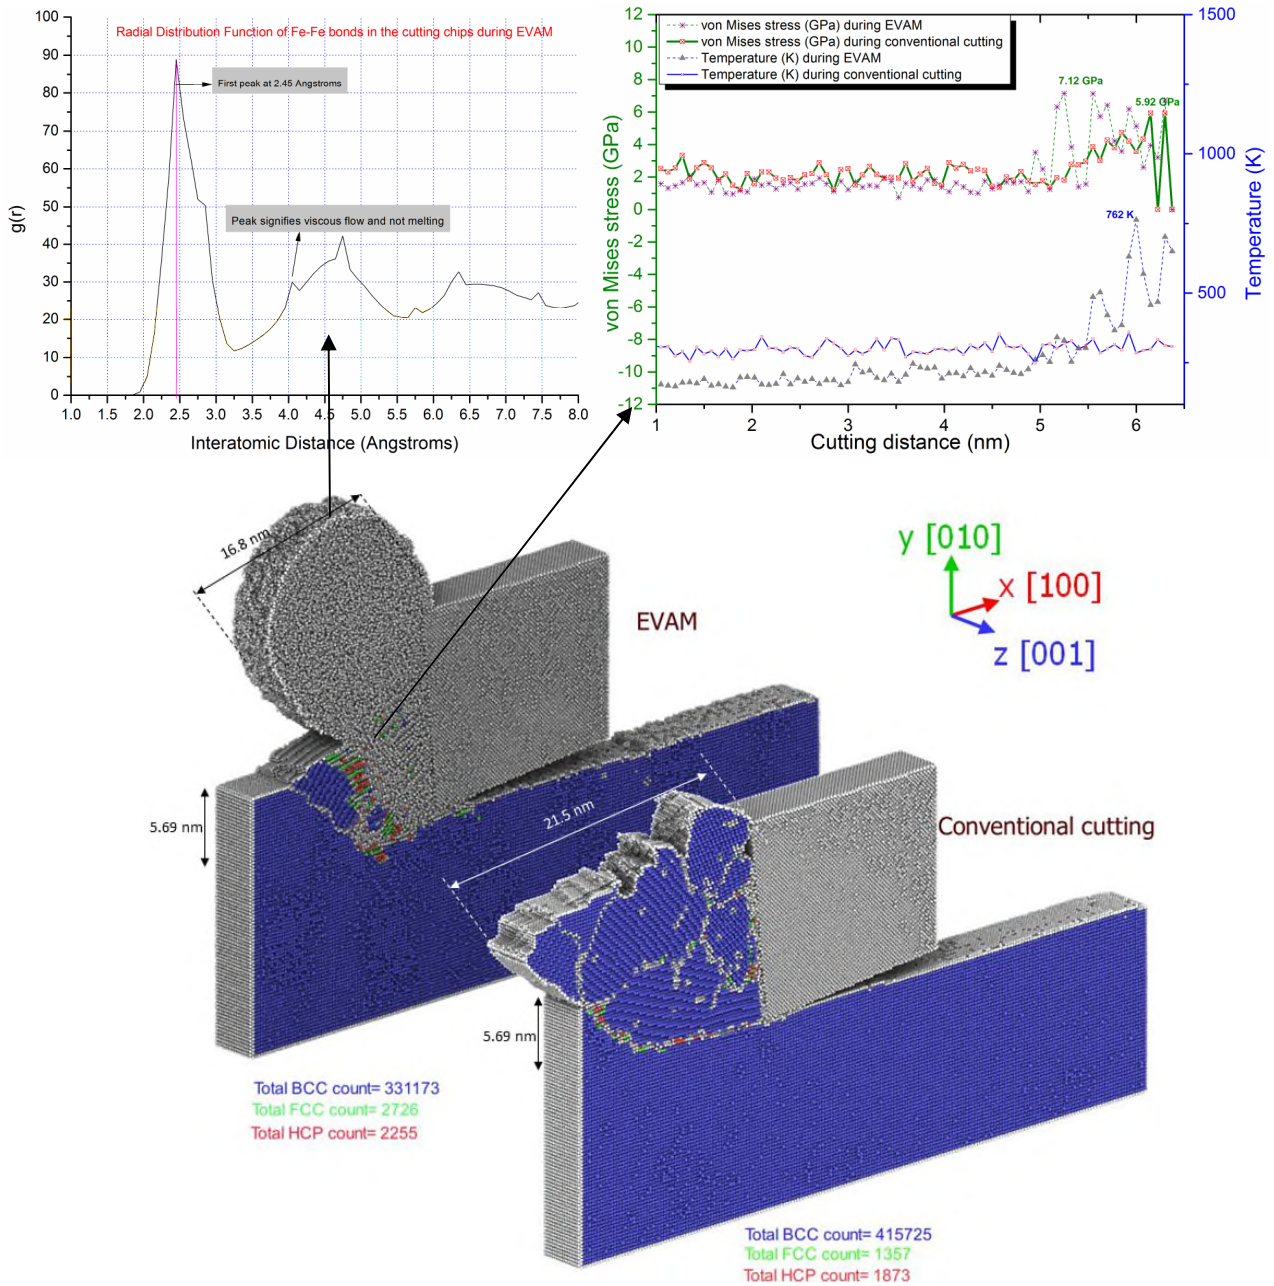 Radial Distribution Function of Fe-Fe bonds in the cutting chips during EVAM
First peak at 2.45 Angstroms
Peak signifies viscous flow and not melting
g(r)
100
90
80
70
60
50
40
30
20
10
0
1.0 1.5 2.0 2.5 3.0 3.5 4.0 4.5 5.0 5.5 6.0 6.5 7.0 7.5 8.0
Interatomic Distance (Angstroms)
von Mises stress (GPa) during EVAM
von Mises stress (GPa) during conventional cutting
Temperature (K) during EVAM
Temperature (K) during conventional cutting
7.12 GPa
5.92 GPa
762 K
von Mises stress (GPa)
12
10
8
6
4
2
0
-2
-4
-6
-8
-10
-12
1500
1000
500
Temperature (K)
1 2 3 4 5 6
Cutting distance (nm)
16.8 nm
EVAM
y [010]
x [100]
z [001]
5.69 nm
21.5 nm
Conventional cutting
5.69 nm
Total BCC count= 331173
Total FCC count= 2726
Total HCP count= 2255
Total BCC count= 415725
Total FCC count= 1357
Total HCP count= 1873